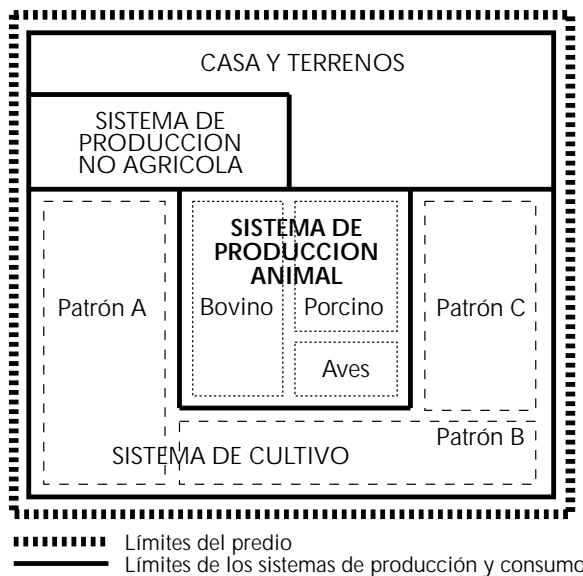 CASA Y TERRENOS
SISTEMA DE
PRODUCCION
NO AGRICOLA
SISTEMA DE
PRODUCCION
ANIMAL
Patrón A
Bovino
Porcino
Patrón C
Aves
Patrón B
SISTEMA DE CULTIVO
Límites del predio
Límites de los sistemas de producción y consumo